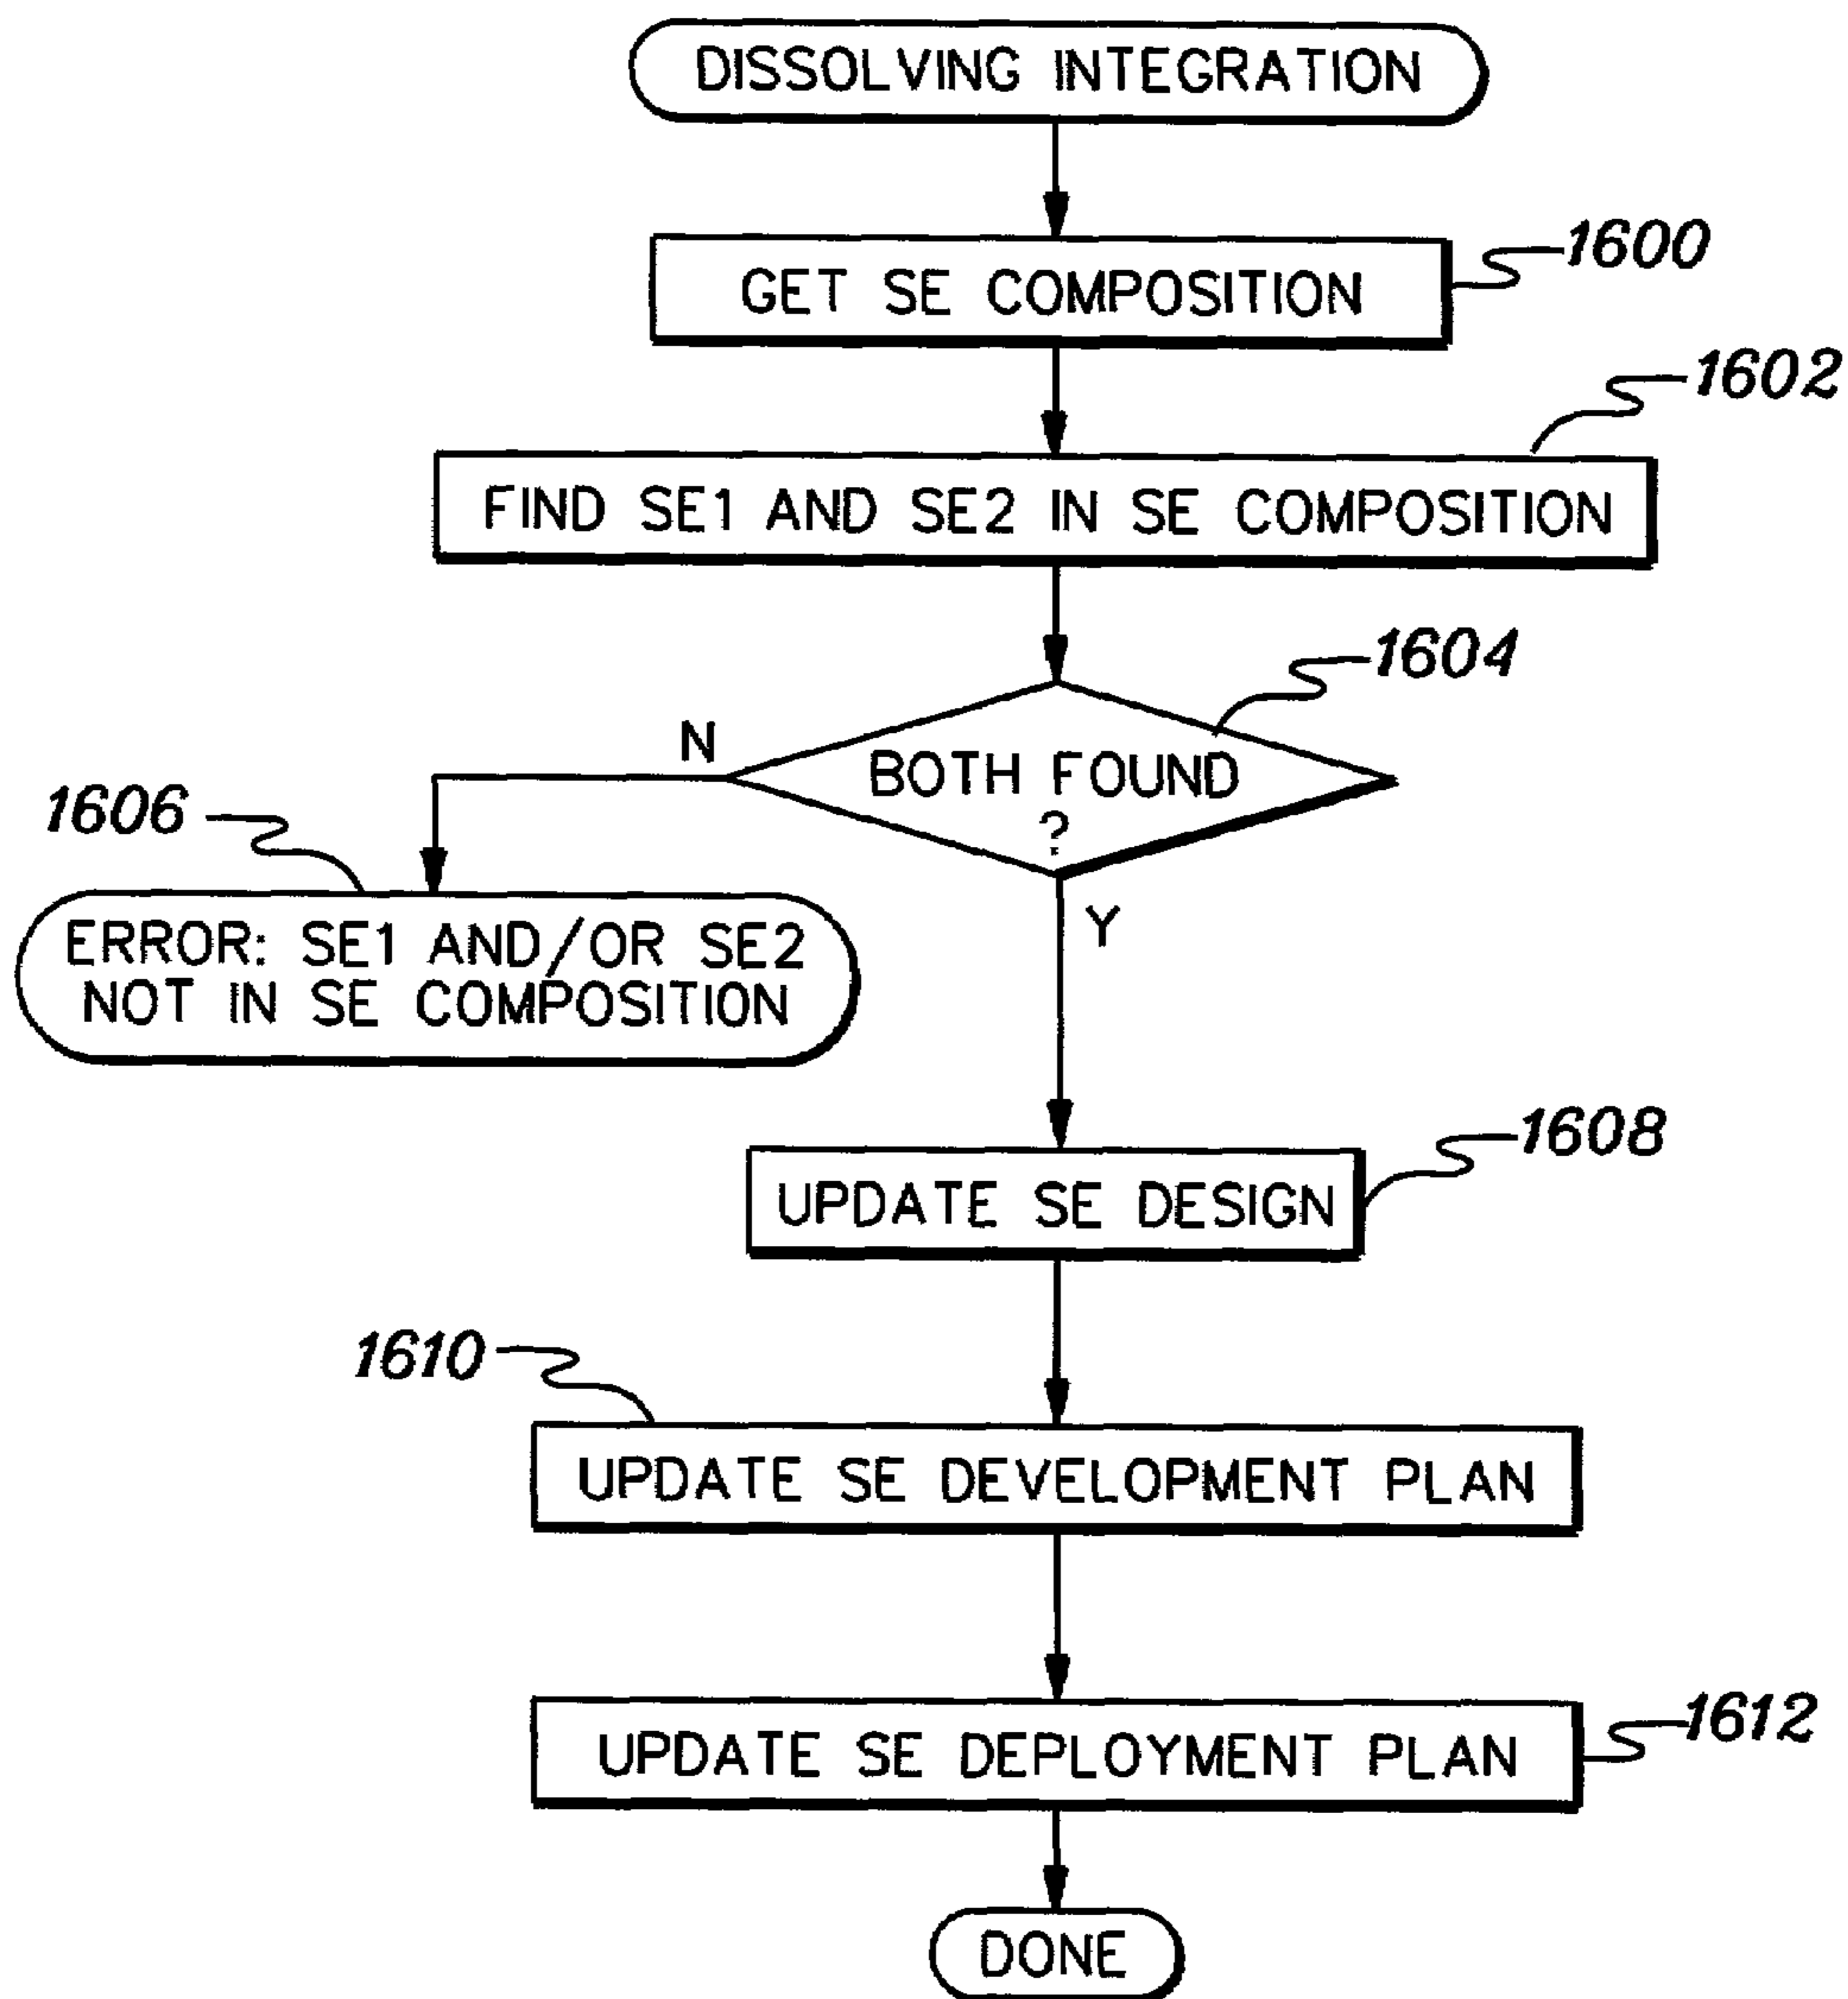 DISSOLVING INTEGRATION
GET SE COMPOSITION
1600
FIND SE1 AND SE2 IN SE COMPOSITION
1602
BOTH FOUND
?
1604
N
Y
1606
ERROR: SE1 AND/OR SE2
NOT IN SE COMPOSITION
UPDATE SE DESIGN
1608
1610
UPDATE SE DEVELOPMENT PLAN
UPDATE SE DEPLOYMENT PLAN
1612
DONE